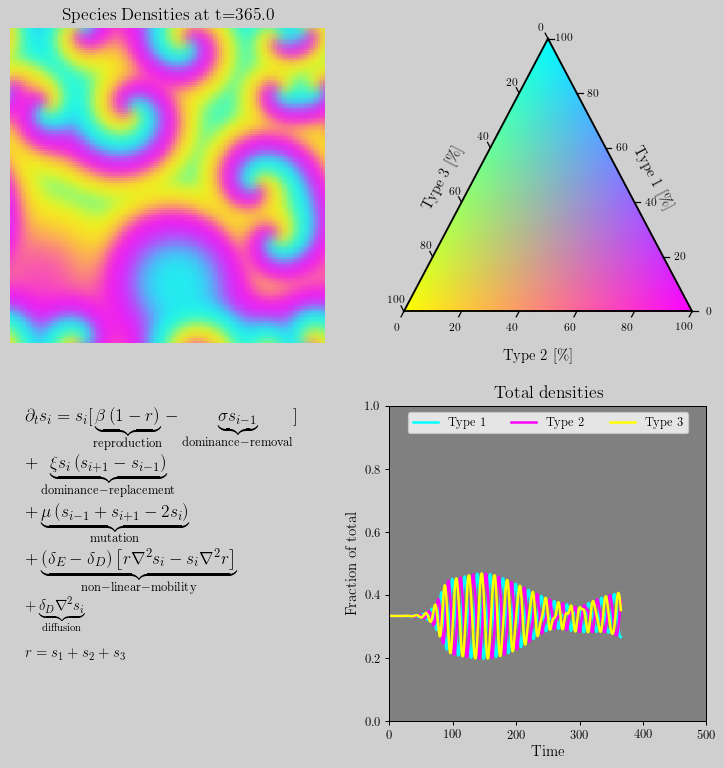 Species Densities at t=365.0
0
100
20
80
40
60
Type 3 [%]
Type 1 [%]
60
40
80
20
100
0
0
20
40
60
80
100
Type 2 [%]
∂ₜsᵢ = sᵢ[ β (1 − r) − σsᵢ₋₁ ]
reproduction dominance−removal
+ ξsᵢ (sᵢ₊₁ − sᵢ₋₁)
dominance−replacement
+ μ (sᵢ₋₁ + sᵢ₊₁ − 2sᵢ)
mutation
+ (δ_E − δ_D) [r∇²sᵢ − sᵢ∇²r]
non−linear−mobility
+ δ_D∇²sᵢ
diffusion
r = s₁ + s₂ + s₃
Total densities
1.0
Type 1 Type 2 Type 3
0.8
0.6
0.4
0.2
0.0
Fraction of total
0 100 200 300 400 500
Time